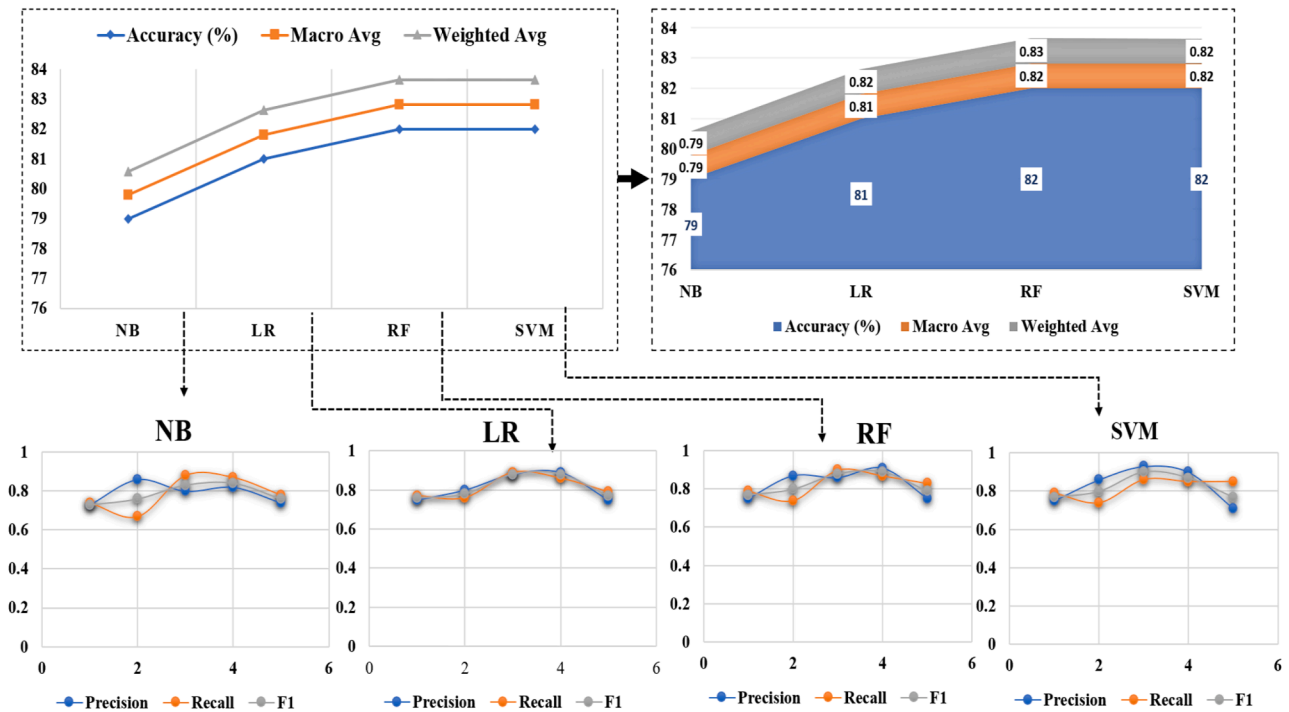 Accuracy (%) Macro Avg Weighted Avg
84
83
82
81
80
79
78
77
76
NB LR RF SVM
84
83
82
81
80
79
78
77
76
0.79 0.82 0.83 0.82
0.79 0.81 0.82 0.82
79 81 82 82
NB LR RF SVM
Accuracy (%) Macro Avg Weighted Avg
NB
1
0.8
0.6
0.4
0.2
0
0 2 4 6
Precision Recall F1
LR
1
0.8
0.6
0.4
0.2
0
0 2 4 6
Precision Recall F1
RF
1
0.8
0.6
0.4
0.2
0
0 2 4 6
Precision Recall F1
SVM
1
0.8
0.6
0.4
0.2
0
0 2 4 6
Precision Recall F1